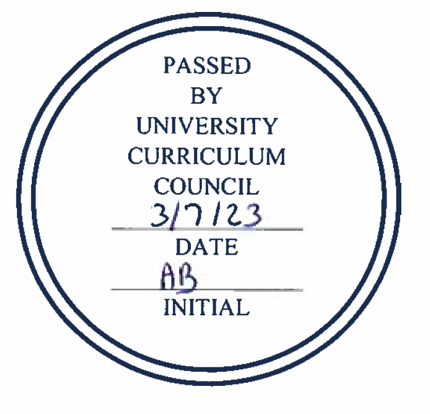 PASSED
BY
UNIVERSITY
CURRICULUM
COUNCIL
3/7/23
DATE
AB
INITIAL